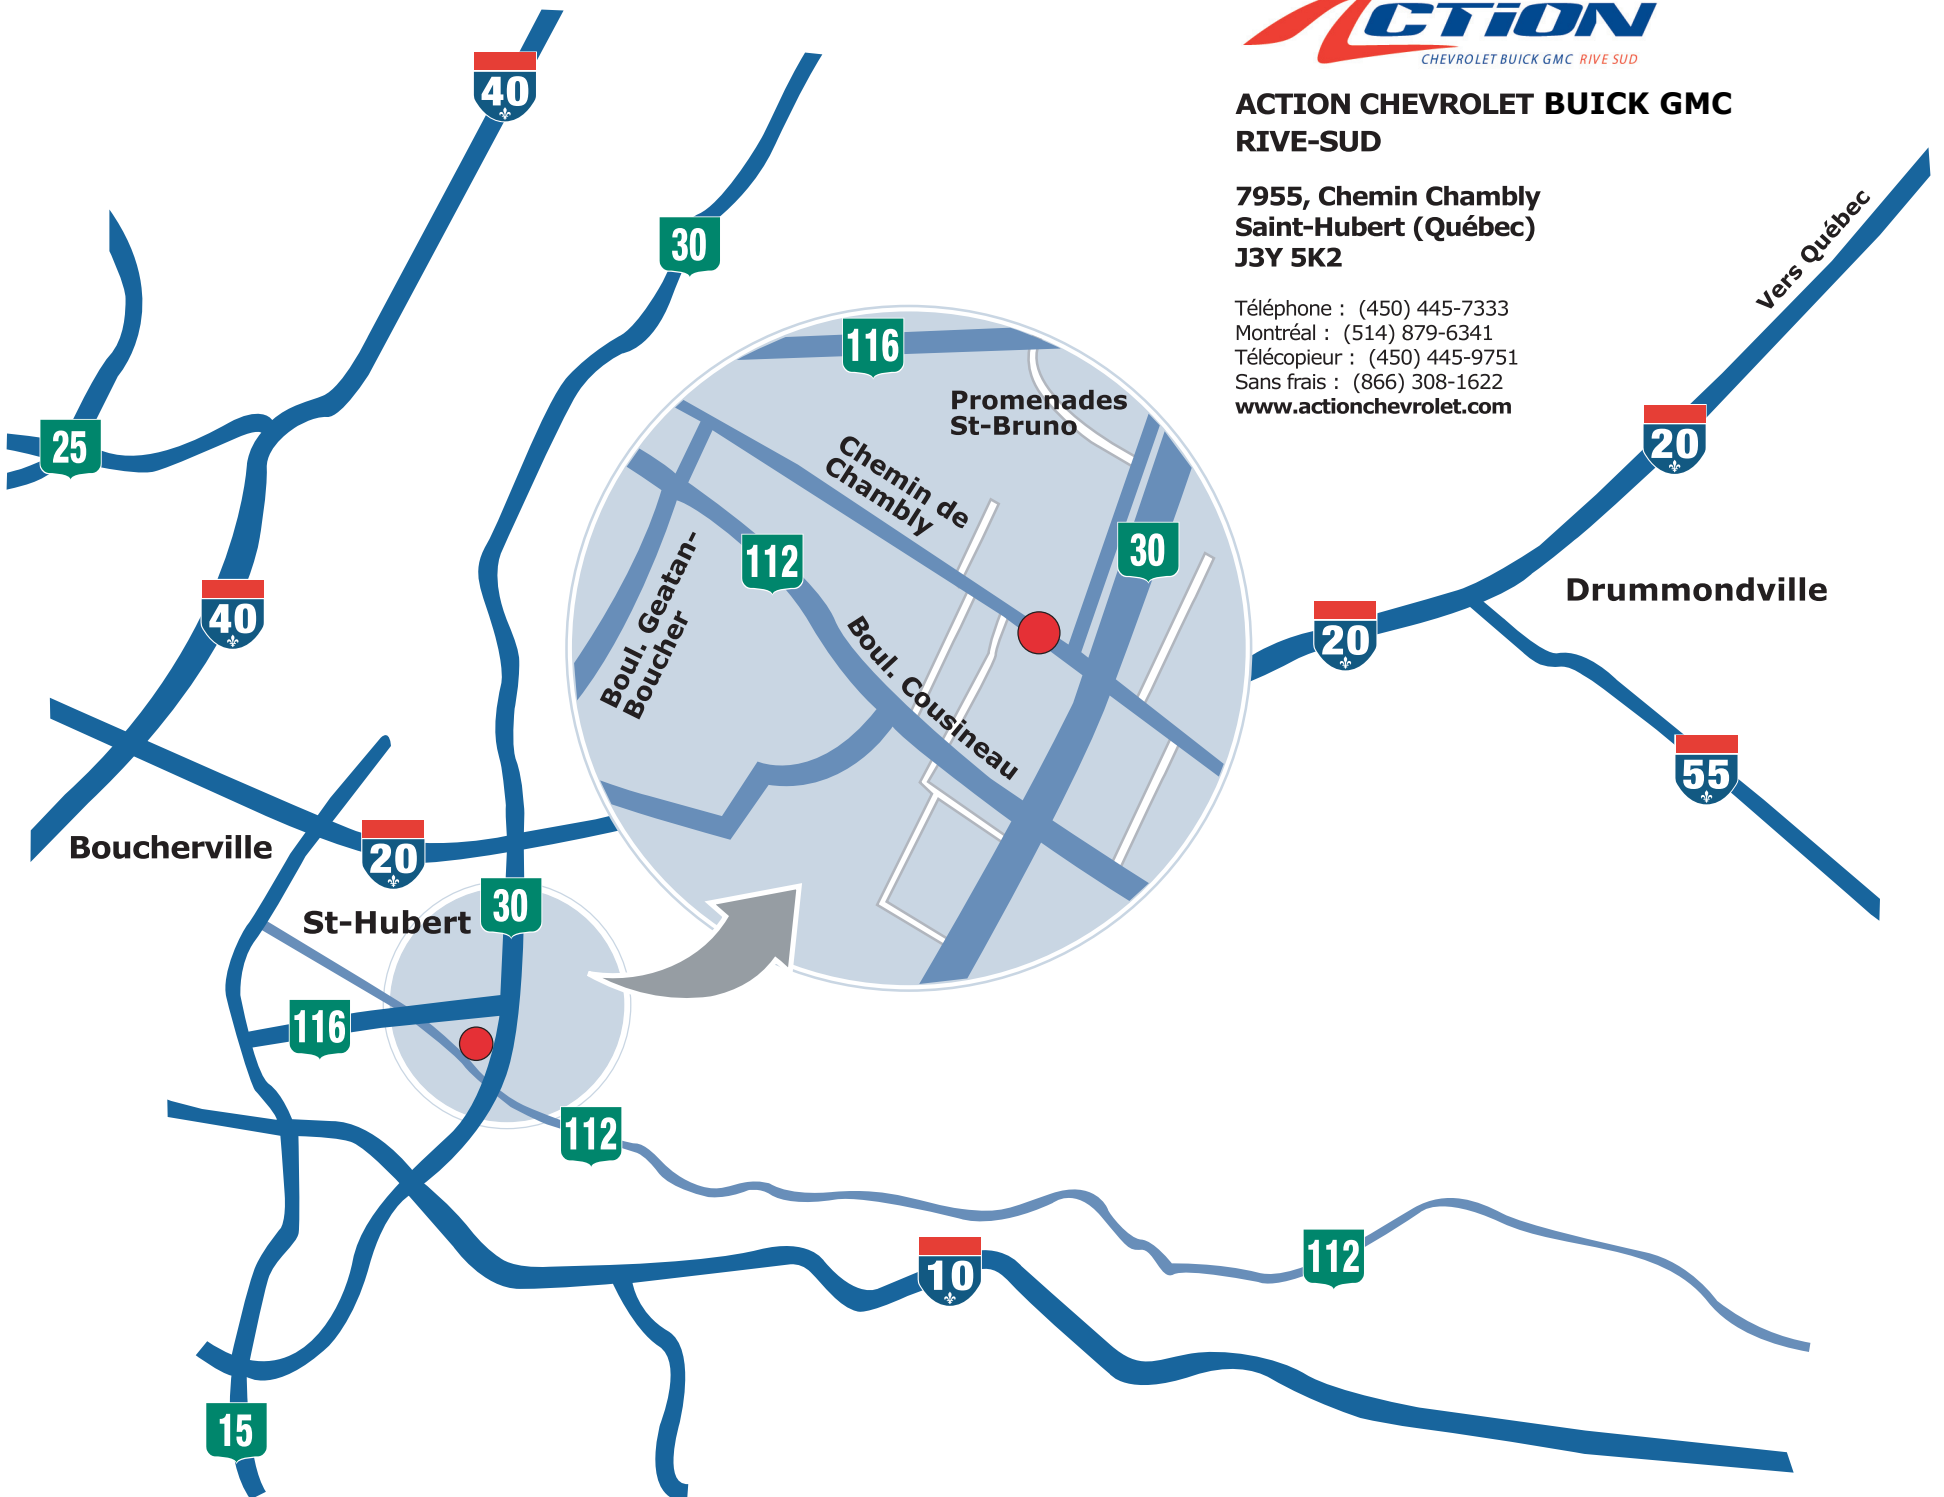 ACTION
CHEVROLET BUICK GMC RIVE SUD
ACTION CHEVROLET BUICK GMC
RIVE-SUD
7955, Chemin Chambly
Saint-Hubert (Québec)
J3Y 5K2
Téléphone : (450) 445-7333
Montréal : (514) 879-6341
Télécopieur : (450) 445-9751
Sans frais : (866) 308-1622
www.actionchevrolet.com
40
30
25
116
Promenades
St-Bruno
Chemin de
Chambly
112
30
Boul. Geatan-
Boucher
Boul. Cousineau
Vers Québec
20
Drummondville
20
55
40
Boucherville
20
St-Hubert
30
116
112
112
10
15